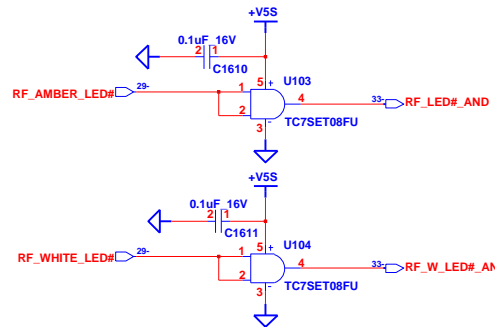 +V5S
0.1uF_16V
2 1
C1610
5 +
U103
RF_AMBER_LED#
29-
1
4
33-
RF_LED#_AND
2
3 -
TC7SET08FU
+V5S
0.1uF_16V
2 1
C1611
5 +
U104
RF_WHITE_LED#
29-
1
4
33-
RF_W_LED#_AN
2
3 -
TC7SET08FU